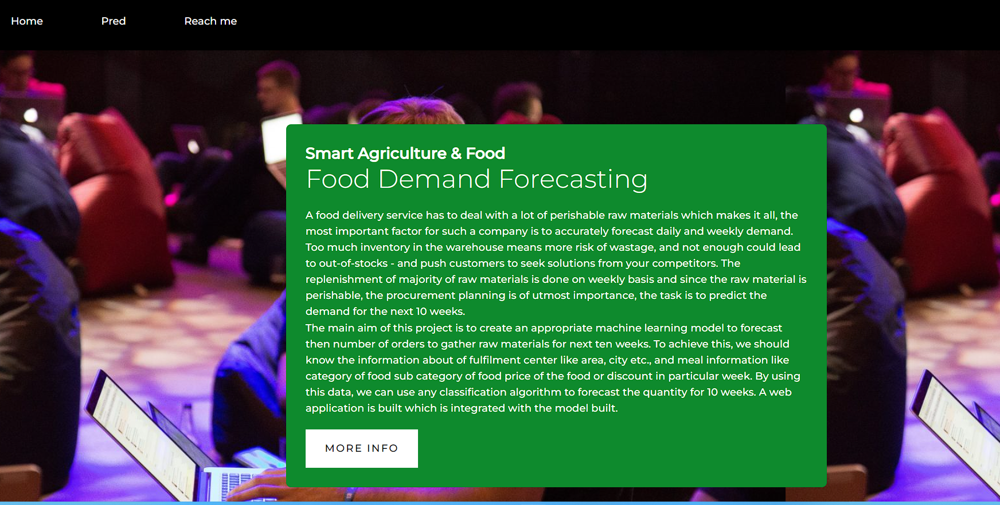 Home Pred Reach me
Smart Agriculture & Food
Food Demand Forecasting
A food delivery service has to deal with a lot of perishable raw materials which makes it all, the
most important factor for such a company is to accurately forecast daily and weekly demand.
Too much inventory in the warehouse means more risk of wastage, and not enough could lead
to out-of-stocks - and push customers to seek solutions from your competitors. The
replenishment of majority of raw materials is done on weekly basis and since the raw material is
perishable, the procurement planning is of utmost importance, the task is to predict the
demand for the next 10 weeks.
The main aim of this project is to create an appropriate machine learning model to forecast
then number of orders to gather raw materials for next ten weeks. To achieve this, we should
know the information about of fulfilment center like area, city etc., and meal information like
category of food sub category of food price of the food or discount in particular week. By using
this data, we can use any classification algorithm to forecast the quantity for 10 weeks. A web
application is built which is integrated with the model built.
MORE INFO